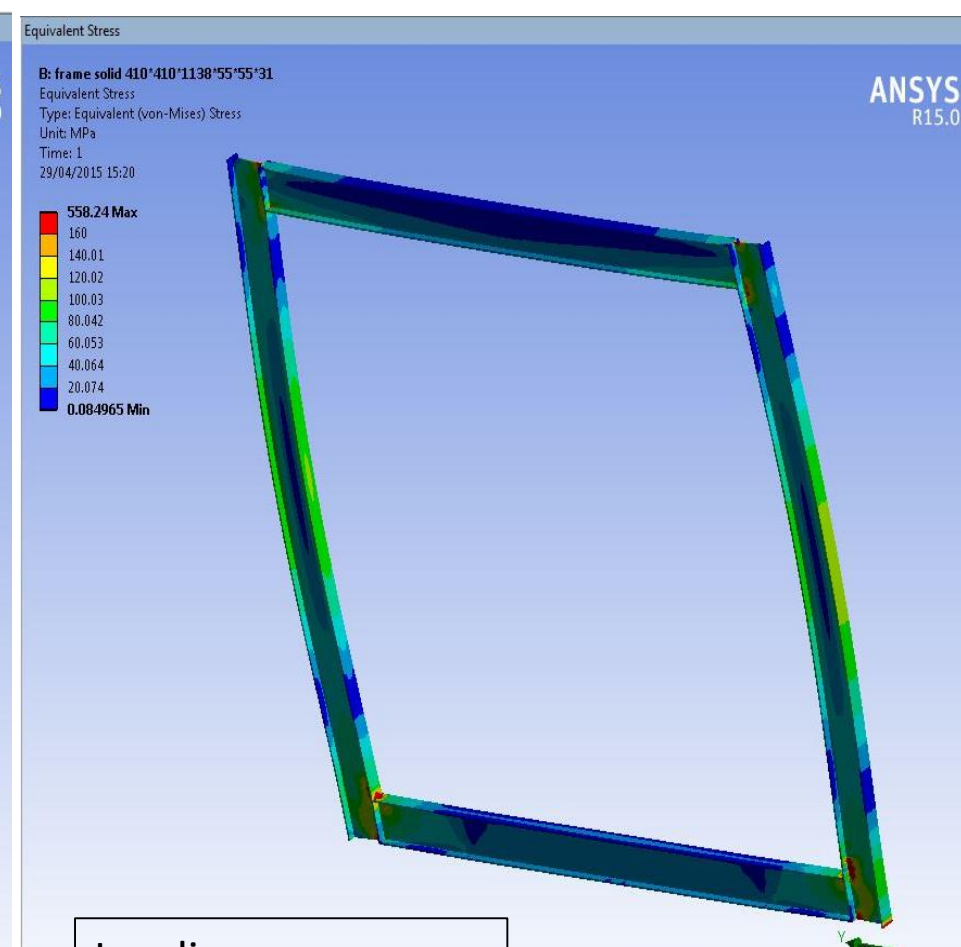 Equivalent Stress
B: frame solid 410*410*1138*55*55*31
Equivalent Stress
Type: Equivalent (von-Mises) Stress
Unit: MPa
Time: 1
29/04/2015 15:20
ANSYS
R15.0
558.24 Max
160
140.01
120.02
100.03
80.042
60.053
40.064
20.074
0.084965 Min
Y